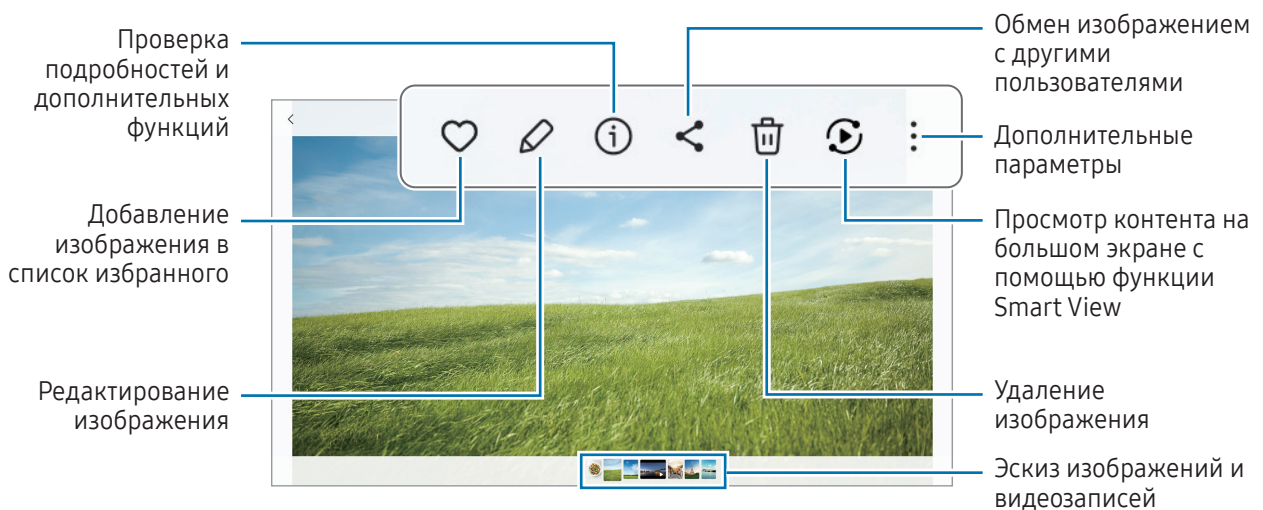 Проверка
подробностей и
дополнительных
функций
Добавление
изображения в
список избранного
Редактирование
изображения
Обмен изображением
с другими
пользователями
Дополнительные
параметры
Просмотр контента на
большом экране с
помощью функции
Smart View
Удаление
изображения
Эскиз изображений и
видеозаписей